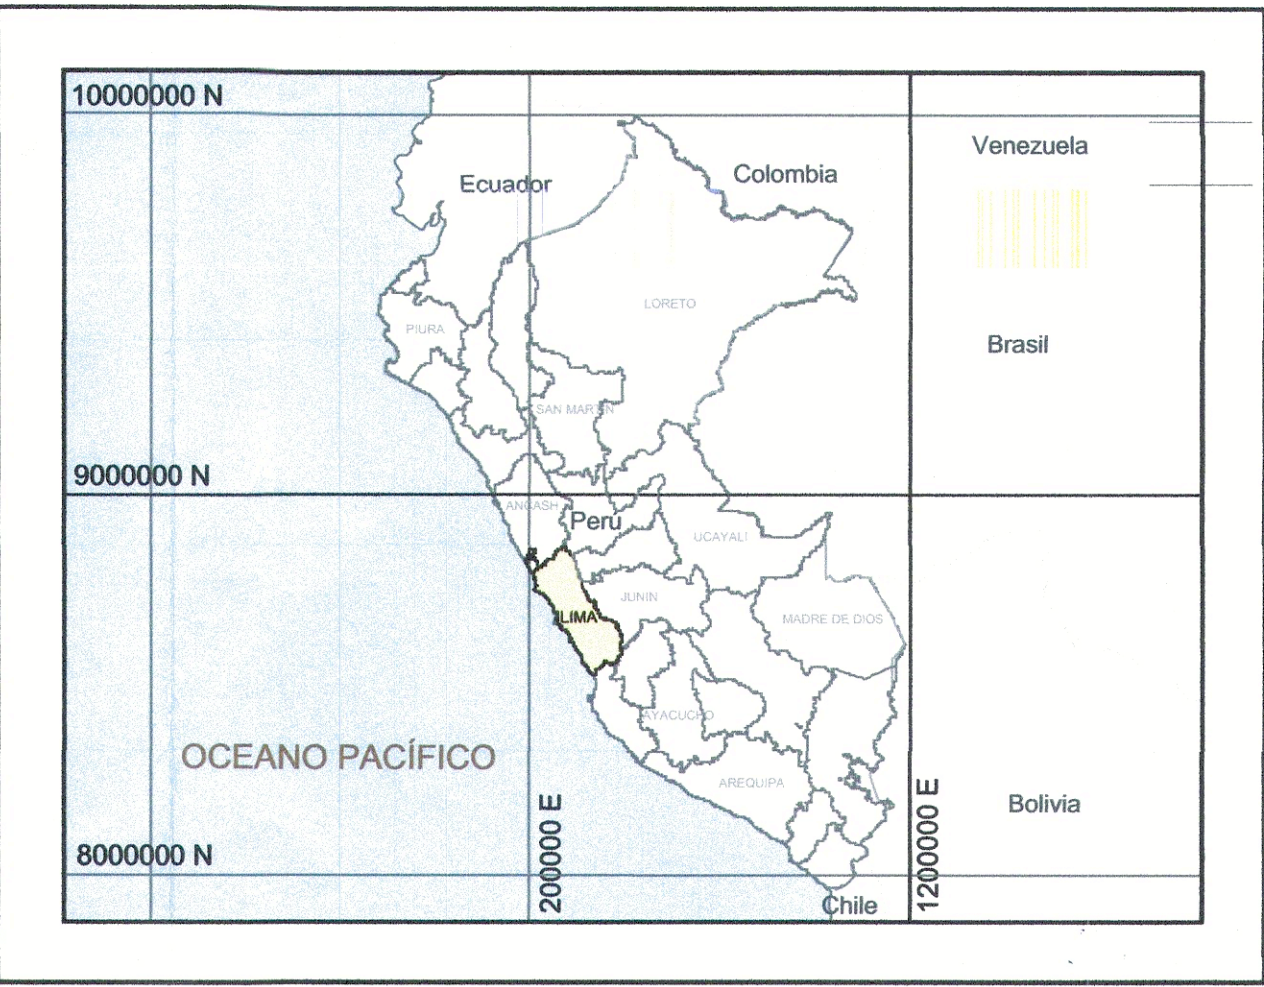 10000000 N
Venezuela
Colombia
Ecuador
LORETO
PIURA
Brasil
SAN MARTIN
9000000 N
ANCASH
Perú
UCAYALI
JUNIN
LIMA
MADRE DE DIOS
AYACUCHO
OCEANO PACÍFICO
AREQUIPA
200000 E
1200000 E
Bolivia
8000000 N
Chile